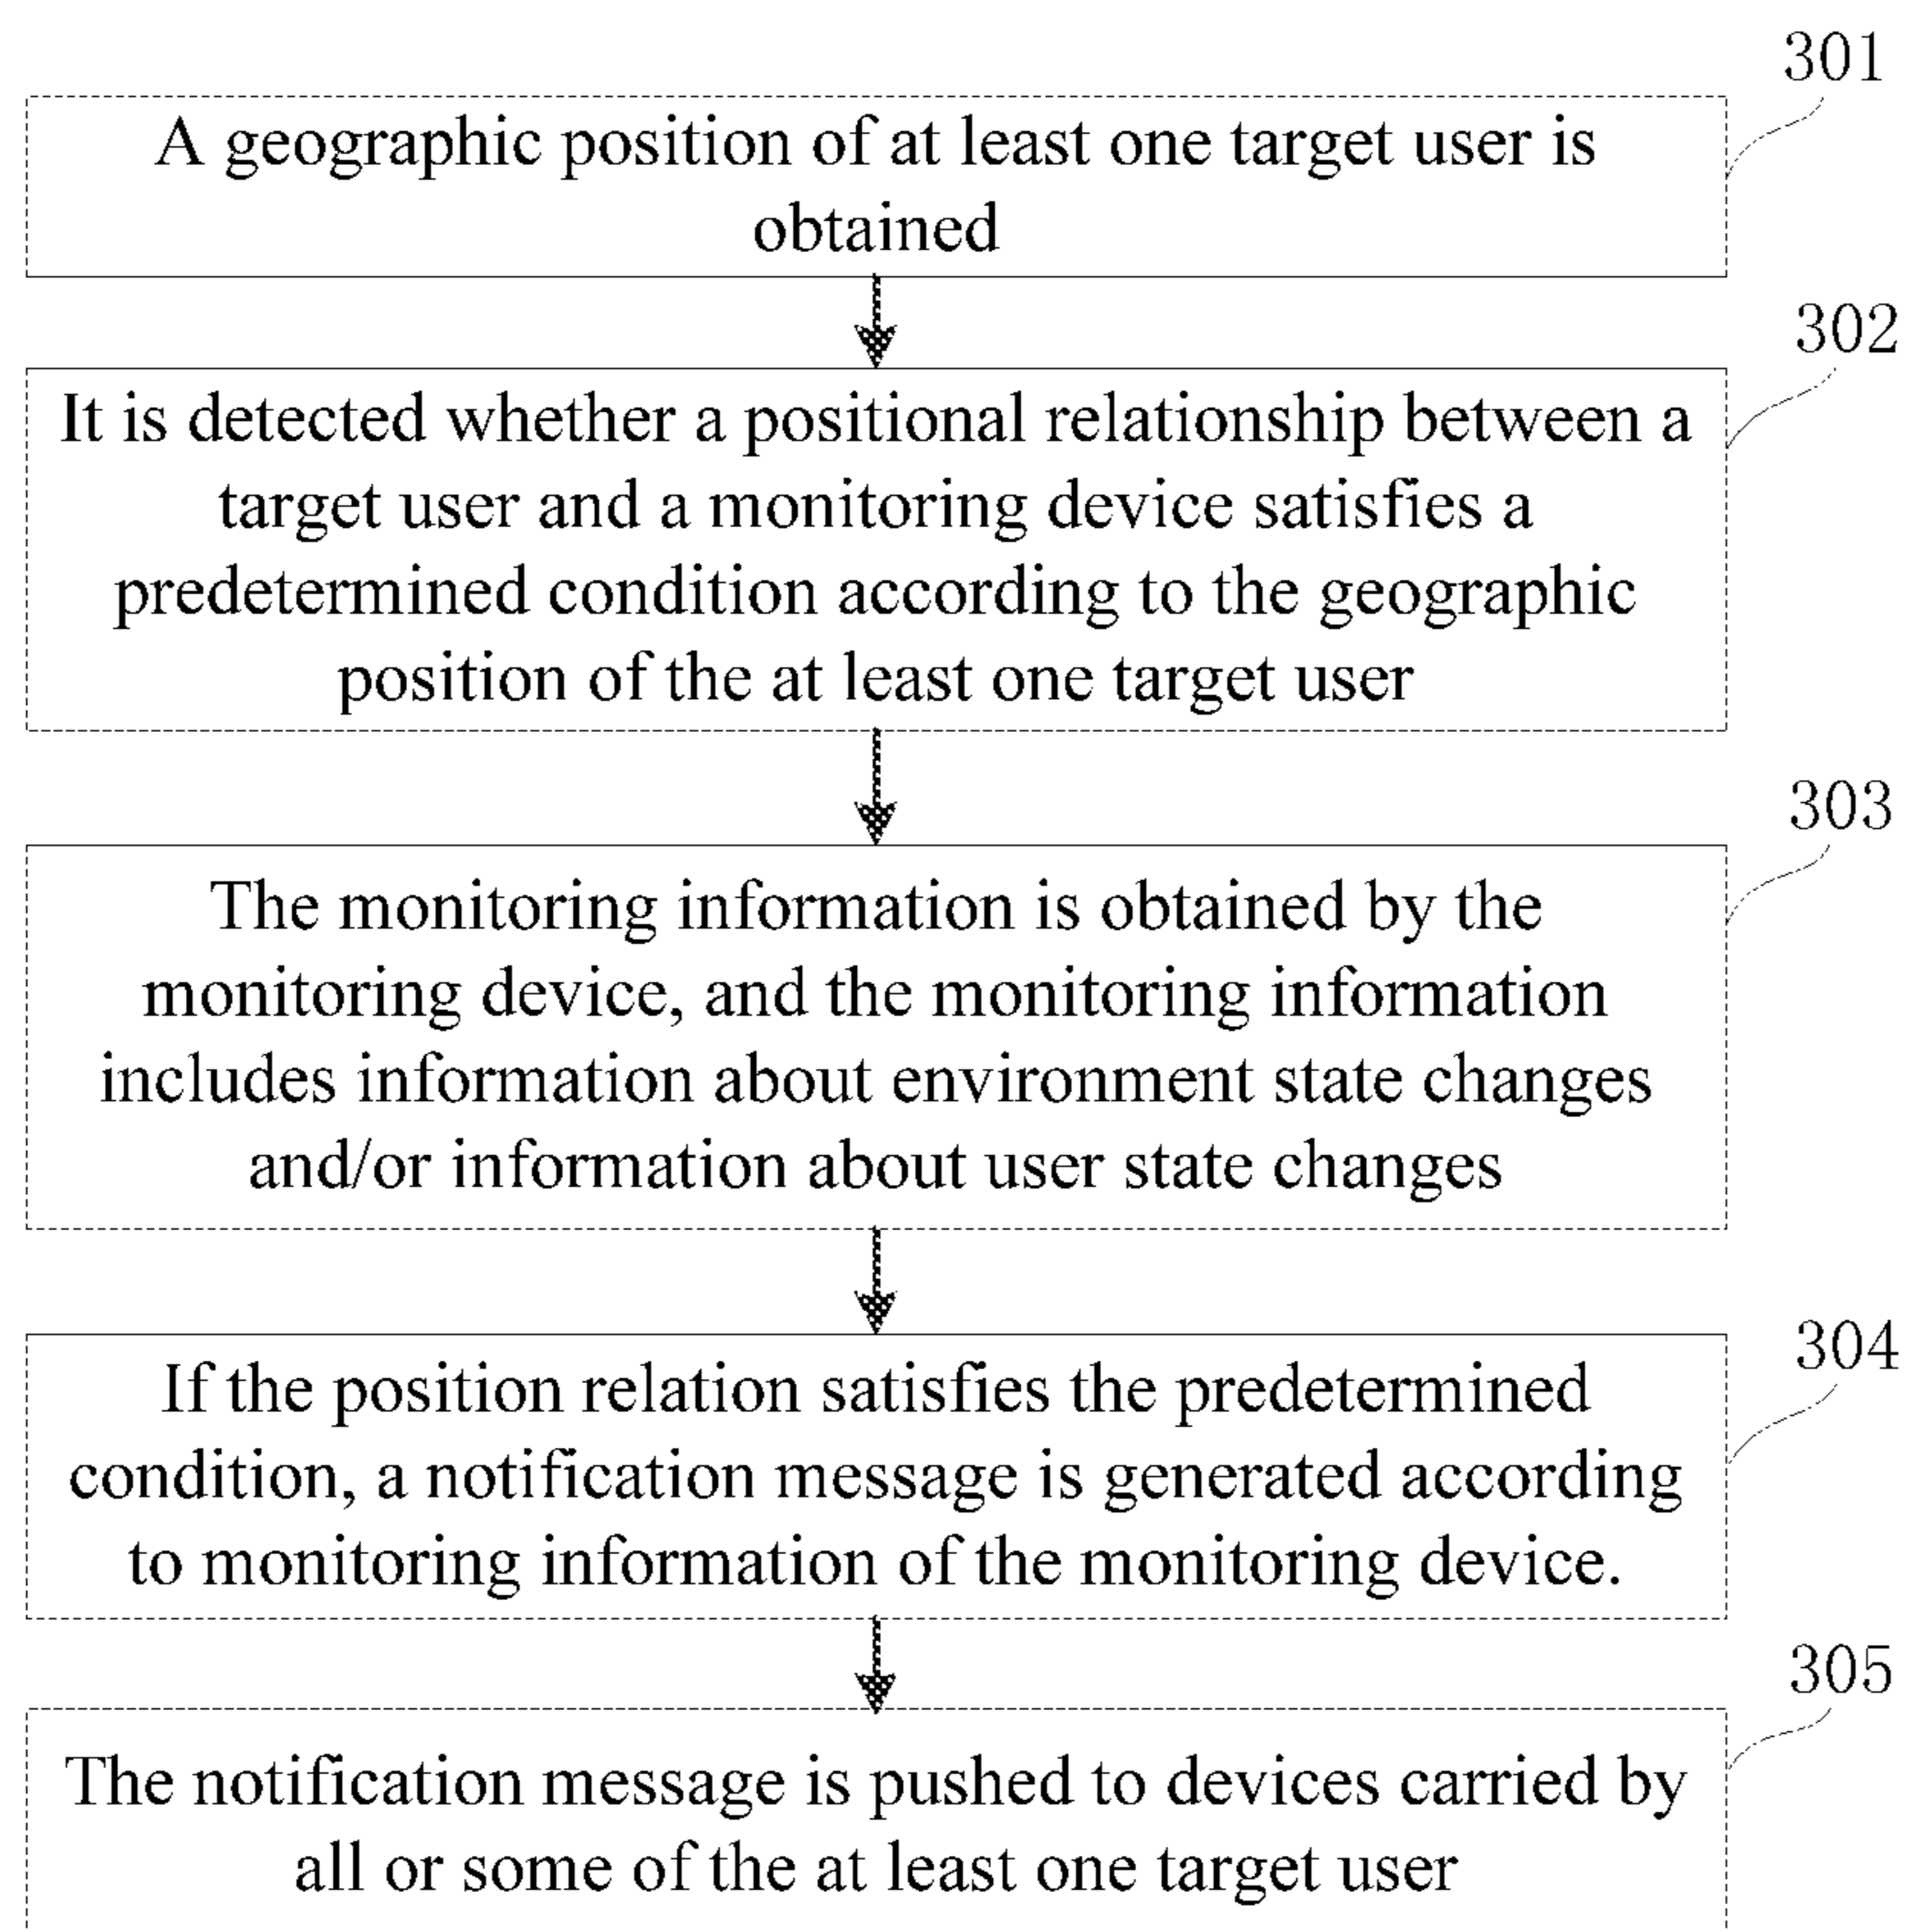 301
A geographic position of at least one target user is
obtained
302
It is detected whether a positional relationship between a
target user and a monitoring device satisfies a
predetermined condition according to the geographic
position of the at least one target user
303
The monitoring information is obtained by the
monitoring device, and the monitoring information
includes information about environment state changes
and/or information about user state changes
304
If the position relation satisfies the predetermined
condition, a notification message is generated according
to monitoring information of the monitoring device.
305
The notification message is pushed to devices carried by
all or some of the at least one target user